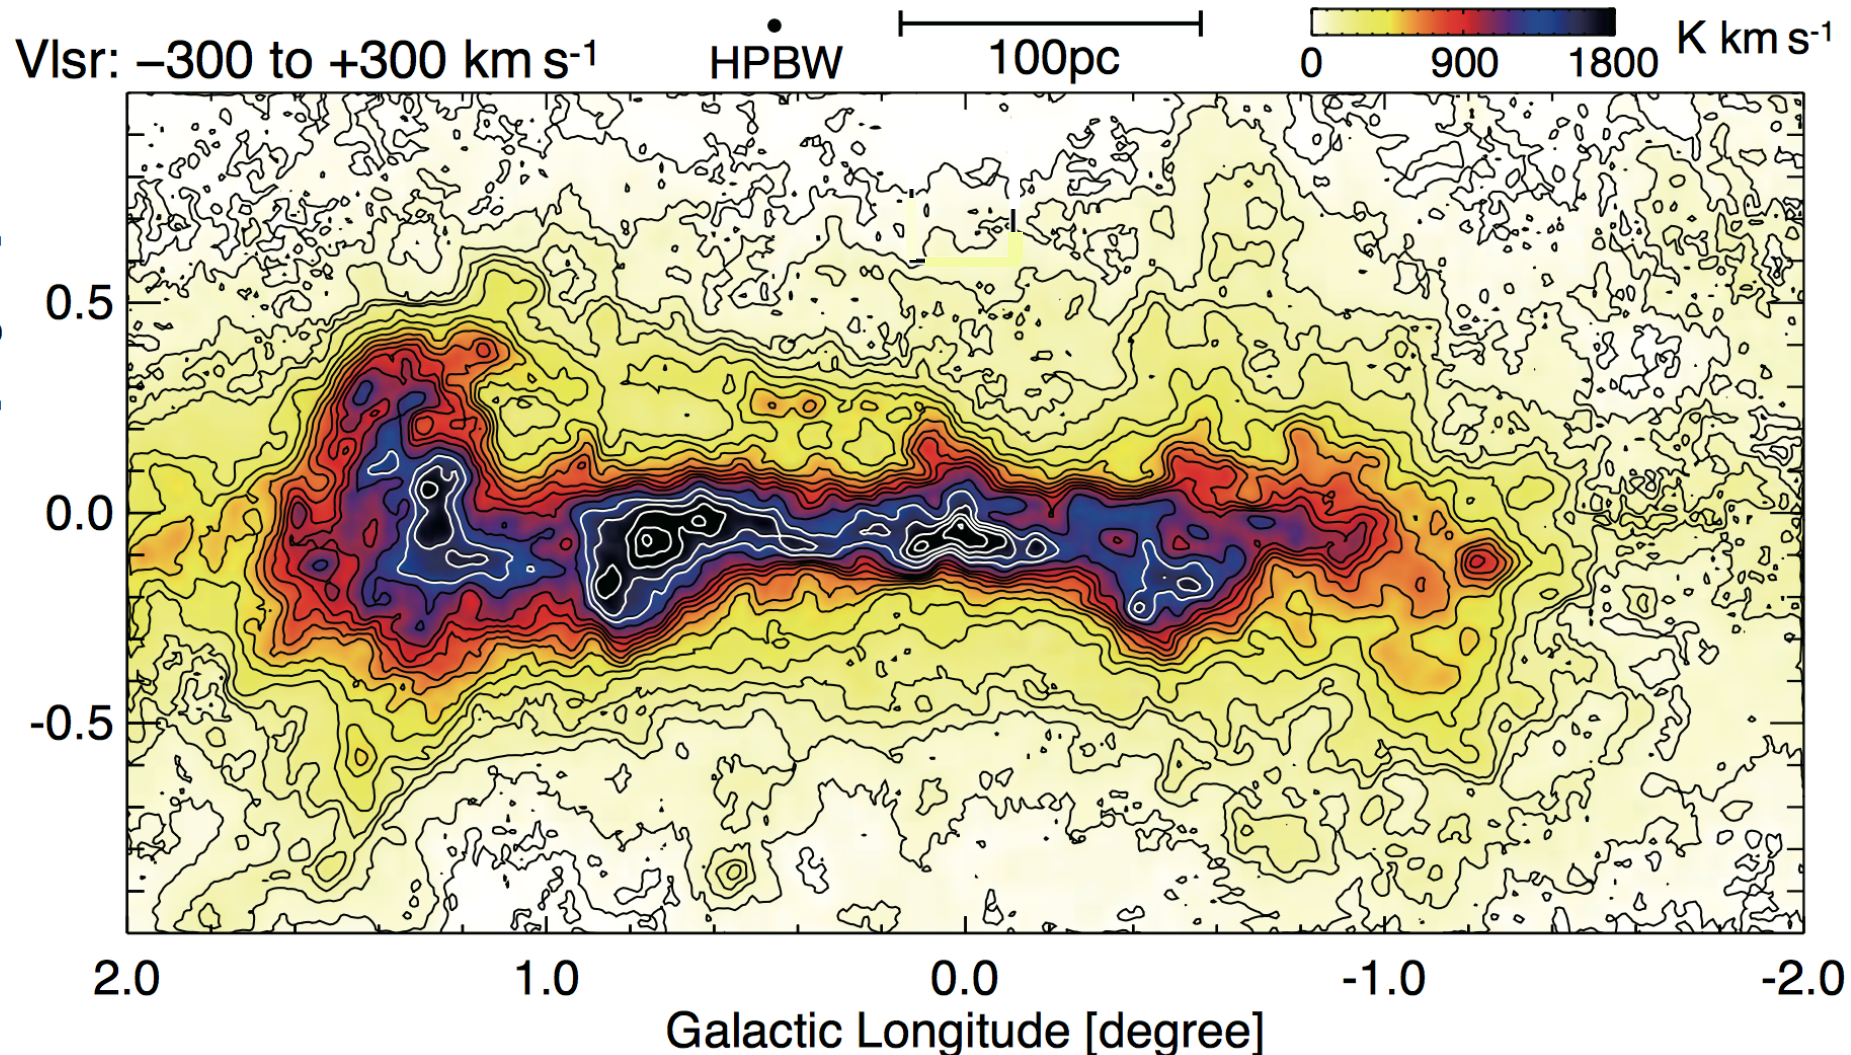 Vlsr: −300 to +300 km s-1
HPBW
100pc
0 900 1800
K km s-1
0.5
0.0
-0.5
2.0 1.0 0.0 -1.0 -2.0
Galactic Longitude [degree]